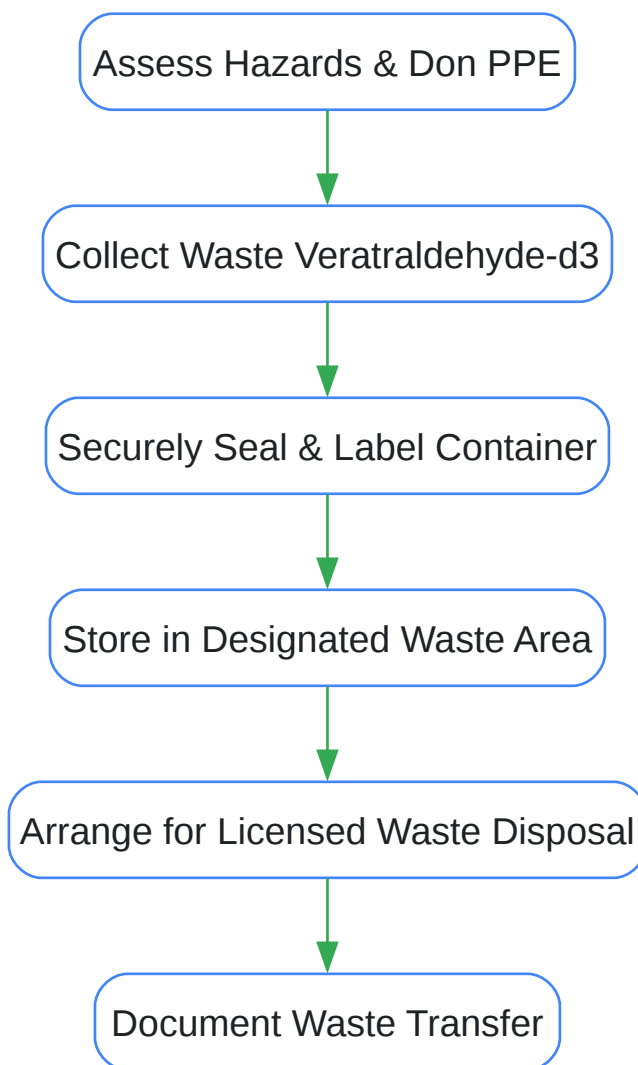 Assess Hazards & Don PPE
Collect Waste Veratraldehyde-d3
Securely Seal & Label Container
Store in Designated Waste Area
Arrange for Licensed Waste Disposal
Document Waste Transfer